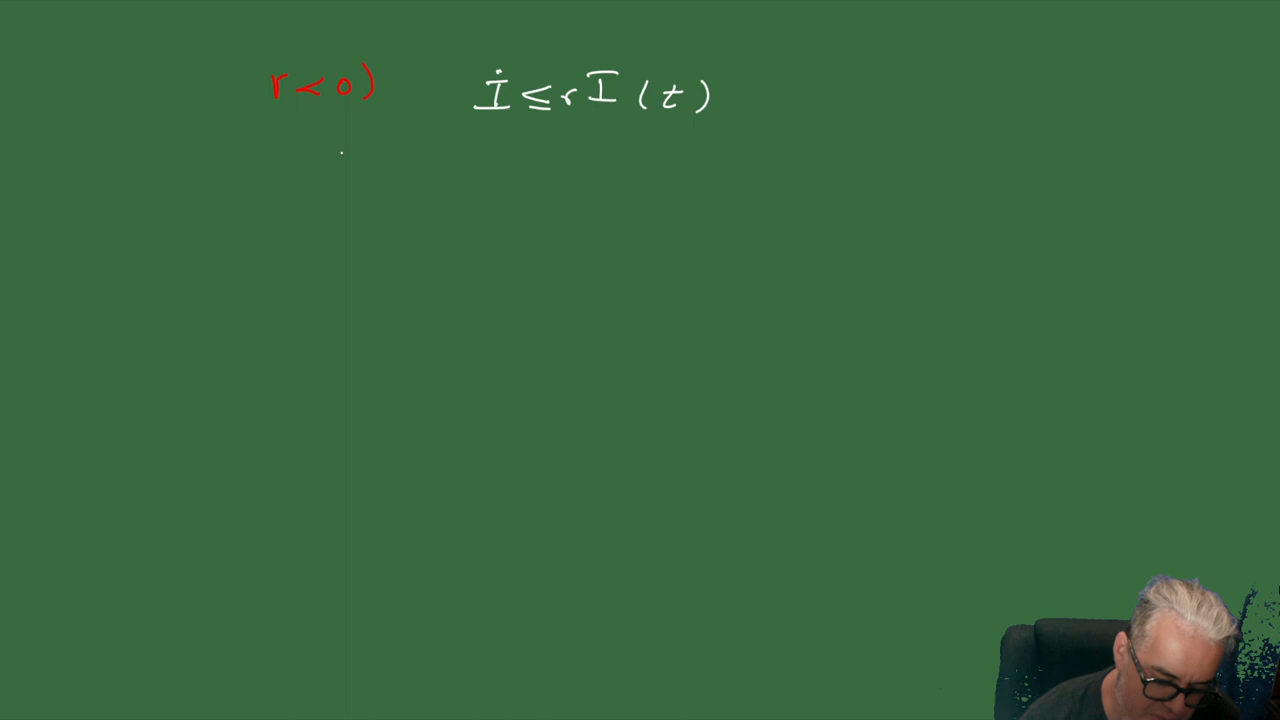 r < 0) İ ≤ r I (t)